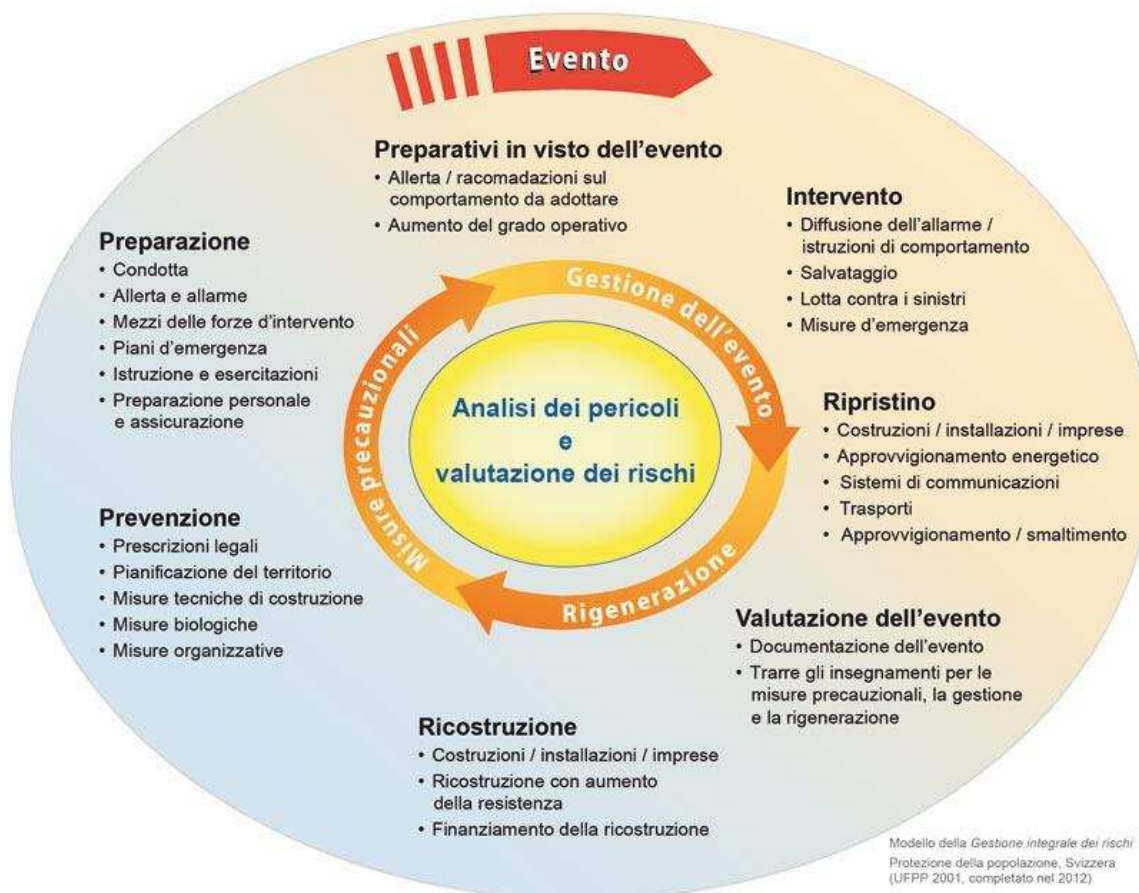 Evento
Preparativi in visto dell'evento
• Allerta / racomadazioni sul
comportamento da adottare
• Aumento del grado operativo
Intervento
• Diffusione dell'allarme /
istruzioni di comportamento
• Salvataggio
• Lotta contra i sinistri
• Misure d'emergenza
Preparazione
• Condotta
• Allerta e allarme
• Mezzi delle forze d'intervento
• Piani d'emergenza
• Istruzione e esercitazioni
• Preparazione personale
e assicurazione
Gestione dell'evento
Misure precauzionali
Rigenerazione
Analisi dei pericoli
e
valutazione dei rischi
Ripristino
• Costruzioni / installazioni / imprese
• Approvvigionamento energetico
• Sistemi di communicazioni
• Trasporti
• Approvvigionamento / smaltimento
Prevenzione
• Prescrizioni legali
• Pianificazione del territorio
• Misure tecniche di costruzione
• Misure biologiche
• Misure organizzative
Valutazione dell'evento
• Documentazione dell'evento
• Trarre gli insegnamenti per le
misure precauzionali, la gestione
e la rigenerazione
Ricostruzione
• Costruzioni / installazioni / imprese
• Ricostruzione con aumento
della resistenza
• Finanziamento della ricostruzione
Modello della Gestione integrale dei rischi
Protezione della popolazione, Svizzera
(UFPP 2001, completato nel 2012)